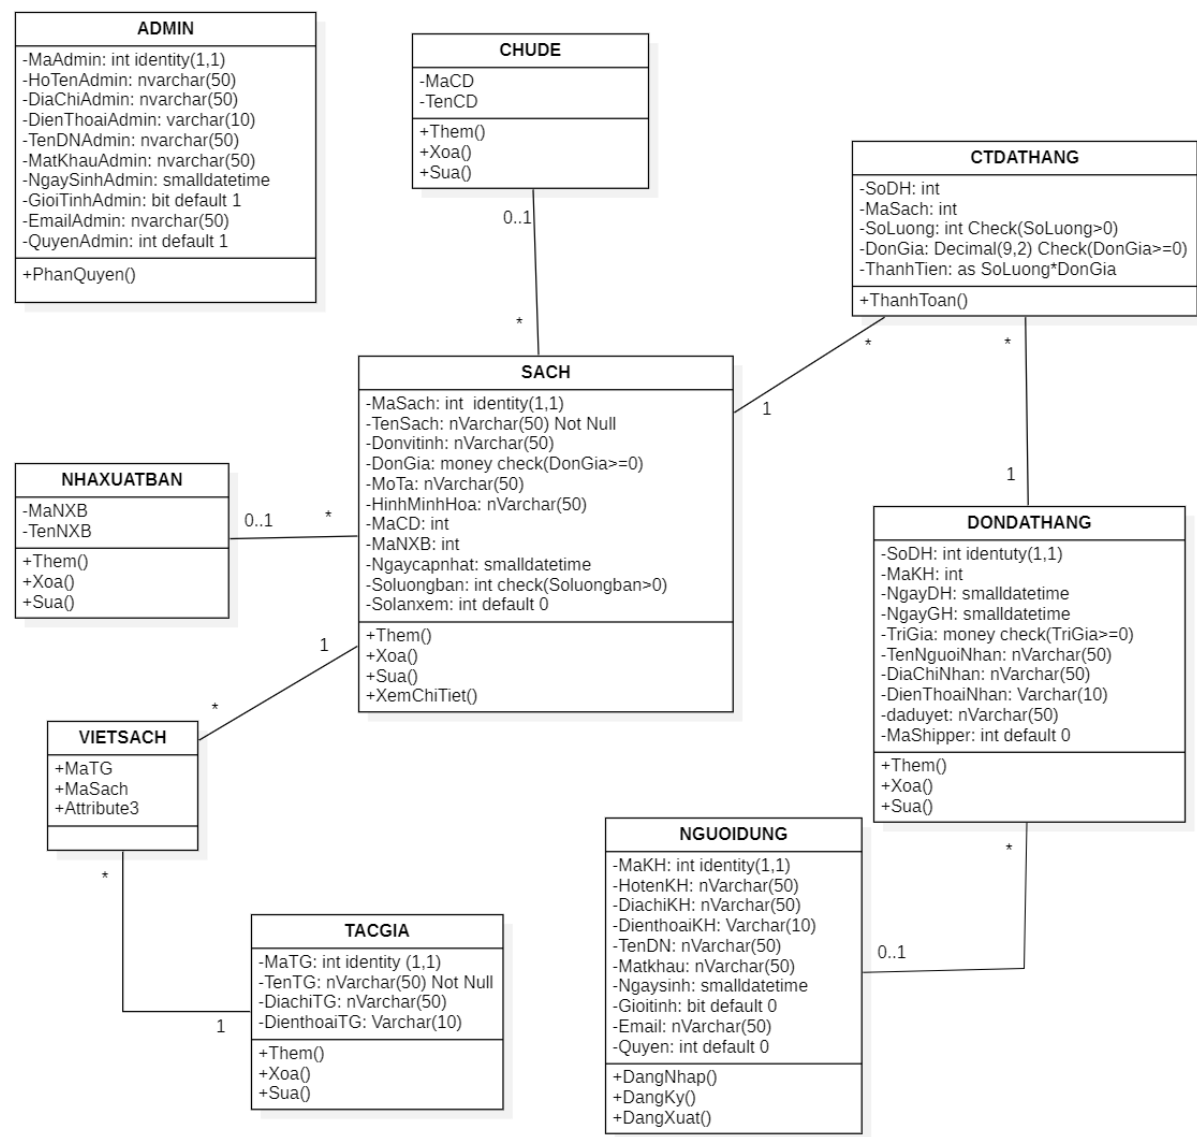 ADMIN
-MaAdmin: int identity(1,1)
-HoTenAdmin: nvarchar(50)
-DiaChiAdmin: nvarchar(50)
-DienThoaiAdmin: varchar(10)
-TenDNAdmin: nvarchar(50)
-MatKhauAdmin: nvarchar(50)
-NgaySinhAdmin: smalldatetime
-GioiTinhAdmin: bit default 1
-EmailAdmin: nvarchar(50)
-QuyenAdmin: int default 1
+PhanQuyen()
CHUDE
-MaCD
-TenCD
+Them()
+Xoa()
+Sua()
0..1
*
CTDATHANG
-SoDH: int
-MaSach: int
-SoLuong: int Check(SoLuong>0)
-DonGia: Decimal(9,2) Check(DonGia>=0)
-ThanhTien: as SoLuong*DonGia
+ThanhToan()
*
*
1
1
SACH
-MaSach: int  identity(1,1)
-TenSach: nVarchar(50) Not Null
-Donvitinh: nVarchar(50)
-DonGia: money check(DonGia>=0)
-MoTa: nVarchar(50)
-HinhMinhHoa: nVarchar(50)
-MaCD: int
-MaNXB: int
-Ngaycapnhat: smalldatetime
-Soluongban: int check(Soluongban>0)
-Solanxem: int default 0
+Them()
+Xoa()
+Sua()
+XemChiTiet()
NHAXUATBAN
-MaNXB
-TenNXB
+Them()
+Xoa()
+Sua()
0..1
*
1
*
DONDATHANG
-SoDH: int identuty(1,1)
-MaKH: int
-NgayDH: smalldatetime
-NgayGH: smalldatetime
-TriGia: money check(TriGia>=0)
-TenNguoiNhan: nVarchar(50)
-DiaChiNhan: nVarchar(50)
-DienThoaiNhan: Varchar(10)
-daduyet: nVarchar(50)
-MaShipper: int default 0
+Them()
+Xoa()
+Sua()
*
0..1
VIETSACH
+MaTG
+MaSach
+Attribute3
*
1
TACGIA
-MaTG: int identity (1,1)
-TenTG: nVarchar(50) Not Null
-DiachiTG: nVarchar(50)
-DienthoaiTG: Varchar(10)
+Them()
+Xoa()
+Sua()
NGUOIDUNG
-MaKH: int identity(1,1)
-HotenKH: nVarchar(50)
-DiachiKH: nVarchar(50)
-DienthoaiKH: Varchar(10)
-TenDN: nVarchar(50)
-Matkhau: nVarchar(50)
-Ngaysinh: smalldatetime
-Gioitinh: bit default 0
-Email: nVarchar(50)
-Quyen: int default 0
+DangNhap()
+DangKy()
+DangXuat()